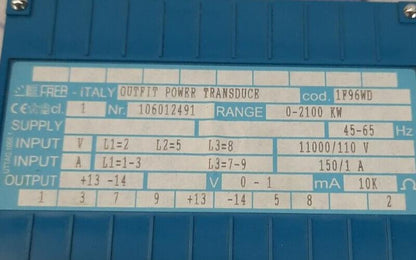 FRER - ITALY OUTFIT POWER TRANSDUCE cod. 1F96WD
CE cl. 1 Nr. 106012491 RANGE 0-2100 KW
SUPPLY 45-65 Hz
INPUT V L1=2 L2=5 L3=8 11000/110 V
INPUT A L1=1-3 L3=7-9 150/1 A
OUTPUT +13 -14 V 0 - 1 mA 10K Ω
1 3 7 9 +13 -14 5 8 2